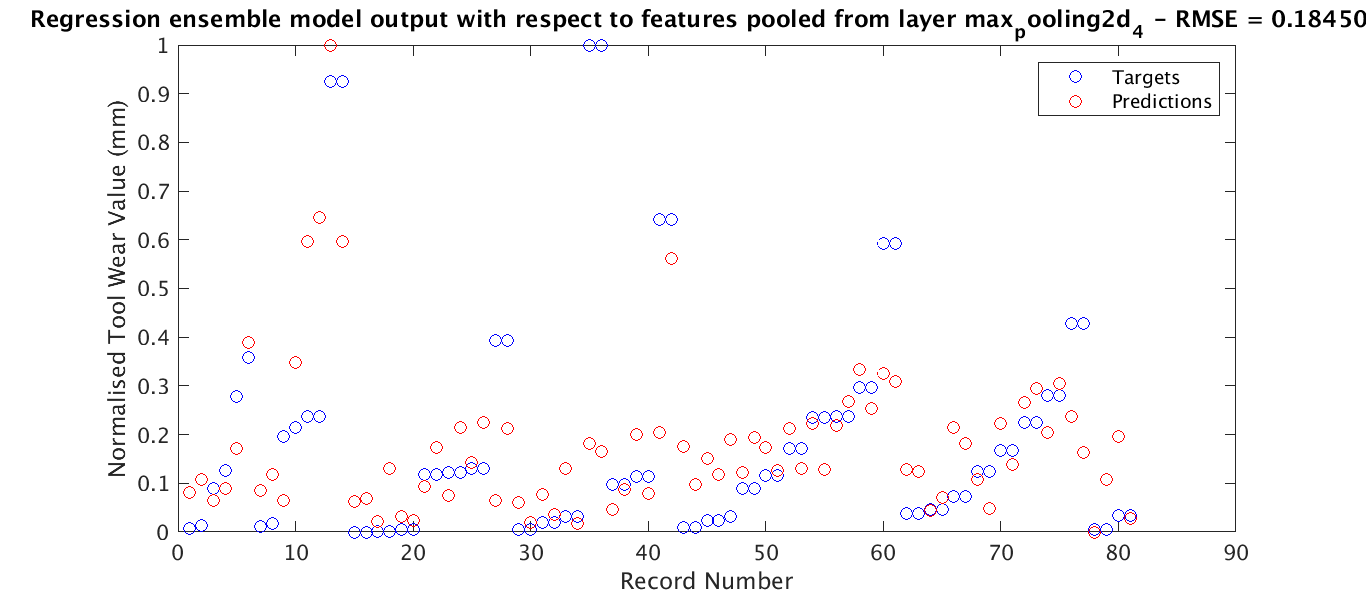 Regression ensemble model output with respect to features pooled from layer max_pooling2d_4 - RMSE = 0.18450
Targets
Predictions
Normalised Tool Wear Value (mm)
1
0.9
0.8
0.7
0.6
0.5
0.4
0.3
0.2
0.1
0
0 10 20 30 40 50 60 70 80 90
Record Number